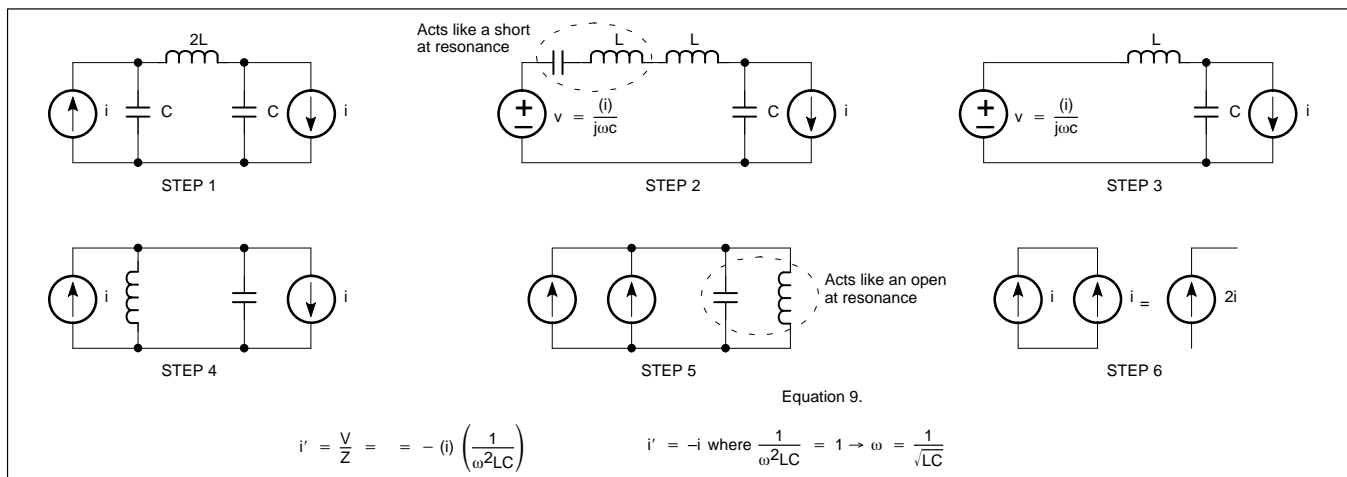 2L
i
C
C
i
STEP 1
Acts like a short
at resonance
L
L
+
−
v = (i) / jωc
C
i
STEP 2
L
+
−
v = (i) / jωc
C
i
STEP 3
i
i
STEP 4
Acts like an open
at resonance
STEP 5
i
i =
2i
STEP 6
Equation 9.
i′ = V/Z = = − (i) (1 / ω²LC)
i′ = −i where 1 / ω²LC = 1 → ω = 1 / √LC